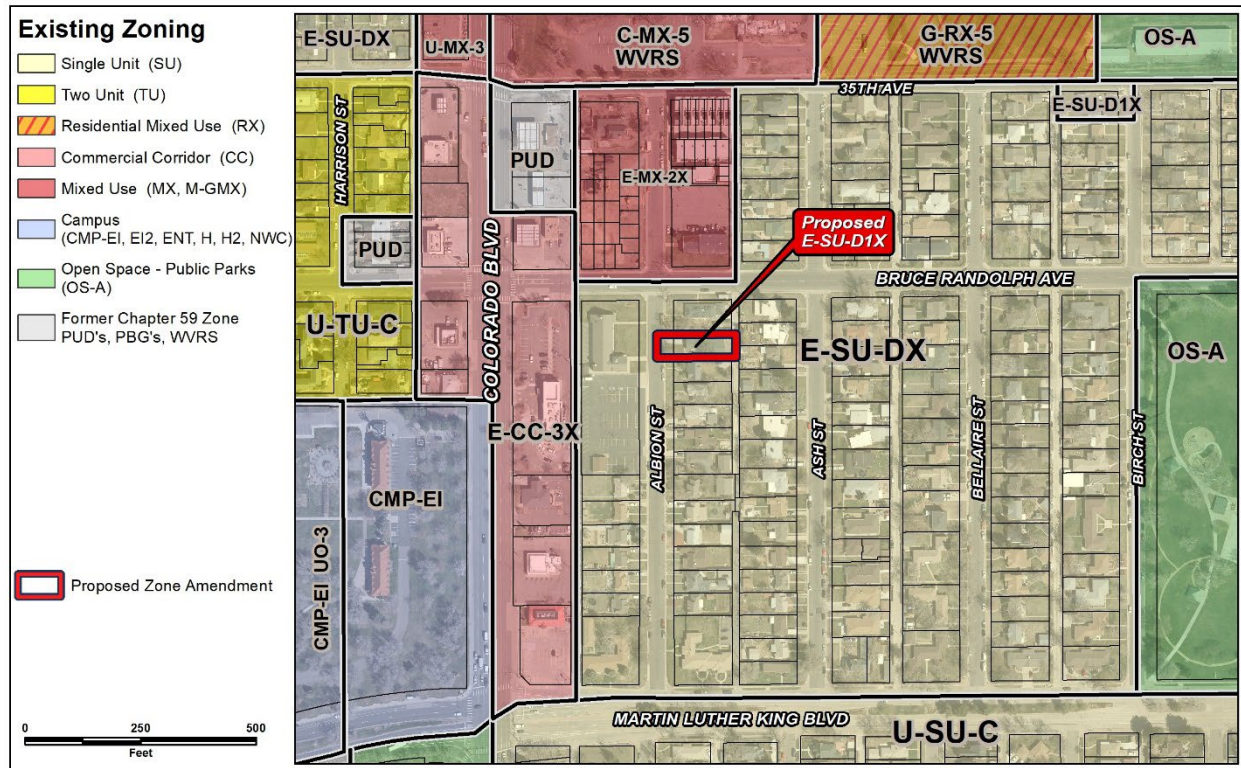 Existing Zoning
Single Unit (SU)
Two Unit (TU)
Residential Mixed Use (RX)
Commercial Corridor (CC)
Mixed Use (MX, M-GMX)
Campus
(CMP-EI, EI2, ENT, H, H2, NWC)
Open Space - Public Parks
(OS-A)
Former Chapter 59 Zone
PUD's, PBG's, WVRS
Proposed Zone Amendment
0 250 500
Feet
E-SU-DX
U-MX-3
C-MX-5
WVRS
G-RX-5
WVRS
OS-A
35TH AVE
E-SU-D1X
HARRISON ST
PUD
E-MX-2X
PUD
COLORADO BLVD
Proposed
E-SU-D1X
BRUCE RANDOLPH AVE
U-TU-C
E-SU-DX
OS-A
E-CC-3X
ALBION ST
ASH ST
BELLAIRE ST
BIRCH ST
CMP-EI
CMP-EI UO-3
MARTIN LUTHER KING BLVD
U-SU-C